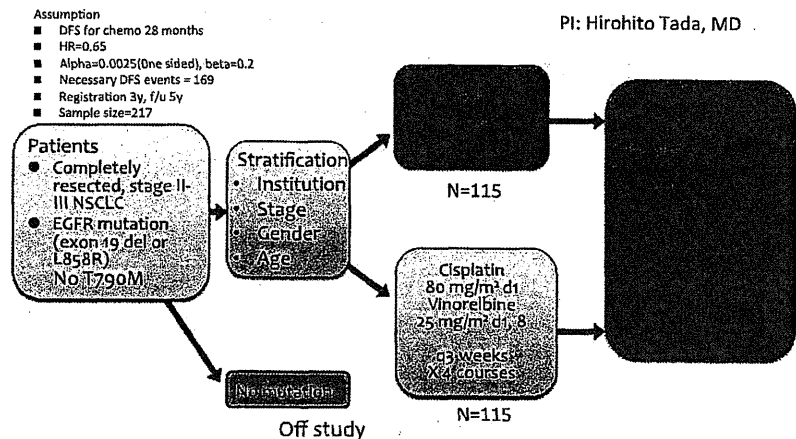 Assumption
DFS for chemo 28 months
HR=0.65
Alpha=0.0025(One sided), beta=0.2
Necessary DFS events = 169
Registration 3y, f/u 5y
Sample size=217
PI: Hirohito Tada, MD
Patients
Completely
resected, stage II-
III NSCLC
EGFR mutation
(exon 19 del or
L858R)
No T790M
Stratification
Institution
Stage
Gender
Age
N=115
Cisplatin
80 mg/m² d1
Vinorelbine
25 mg/m² d1, 8
q3 weeks
X 4 courses
N=115
No mutation
Off study